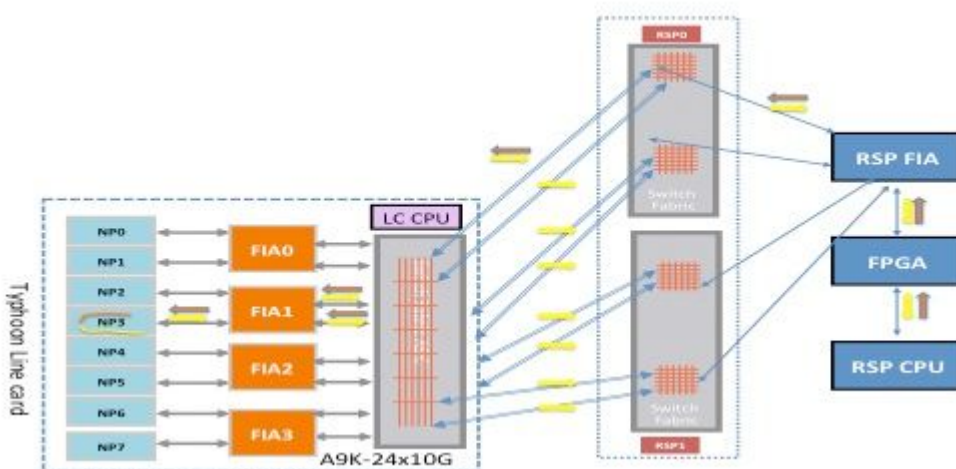 RSP0
Switch
Fabric
RSP FIA
LC CPU
NP0
NP1
NP2
NP3
NP4
NP5
NP6
NP7
FIA0
FIA1
FIA2
FIA3
FPGA
RSP CPU
Switch
Fabric
RSP1
A9K-24x10G
Typhoon Line card